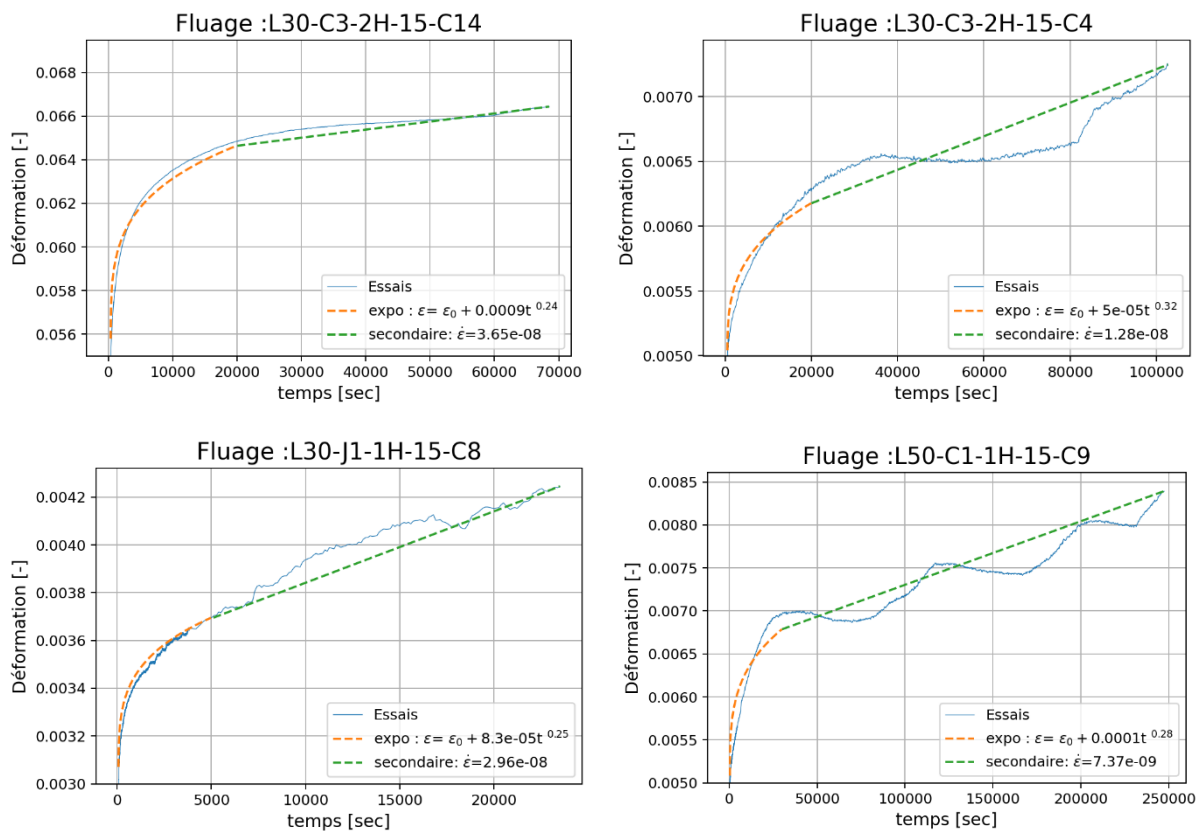 Fluage :L30-C3-2H-15-C14
0.068
0.066
0.064
0.062
0.060
0.058
0.056
Déformation [-]
Essais
expo : ε= ε₀ + 0.0009t ⁰·²⁴
secondaire: ε̇=3.65e-08
0 10000 20000 30000 40000 50000 60000 70000
temps [sec]
Fluage :L30-C3-2H-15-C4
0.0070
0.0065
0.0060
0.0055
0.0050
Déformation [-]
Essais
expo : ε= ε₀ + 5e-05t ⁰·³²
secondaire: ε̇=1.28e-08
0 20000 40000 60000 80000 100000
temps [sec]
Fluage :L30-J1-1H-15-C8
0.0042
0.0040
0.0038
0.0036
0.0034
0.0032
0.0030
Déformation [-]
Essais
expo : ε= ε₀ + 8.3e-05t ⁰·²⁵
secondaire: ε̇=2.96e-08
0 5000 10000 15000 20000
temps [sec]
Fluage :L50-C1-1H-15-C9
0.0085
0.0080
0.0075
0.0070
0.0065
0.0060
0.0055
0.0050
Déformation [-]
Essais
expo : ε= ε₀ + 0.0001t ⁰·²⁸
secondaire: ε̇=7.37e-09
0 50000 100000 150000 200000 250000
temps [sec]